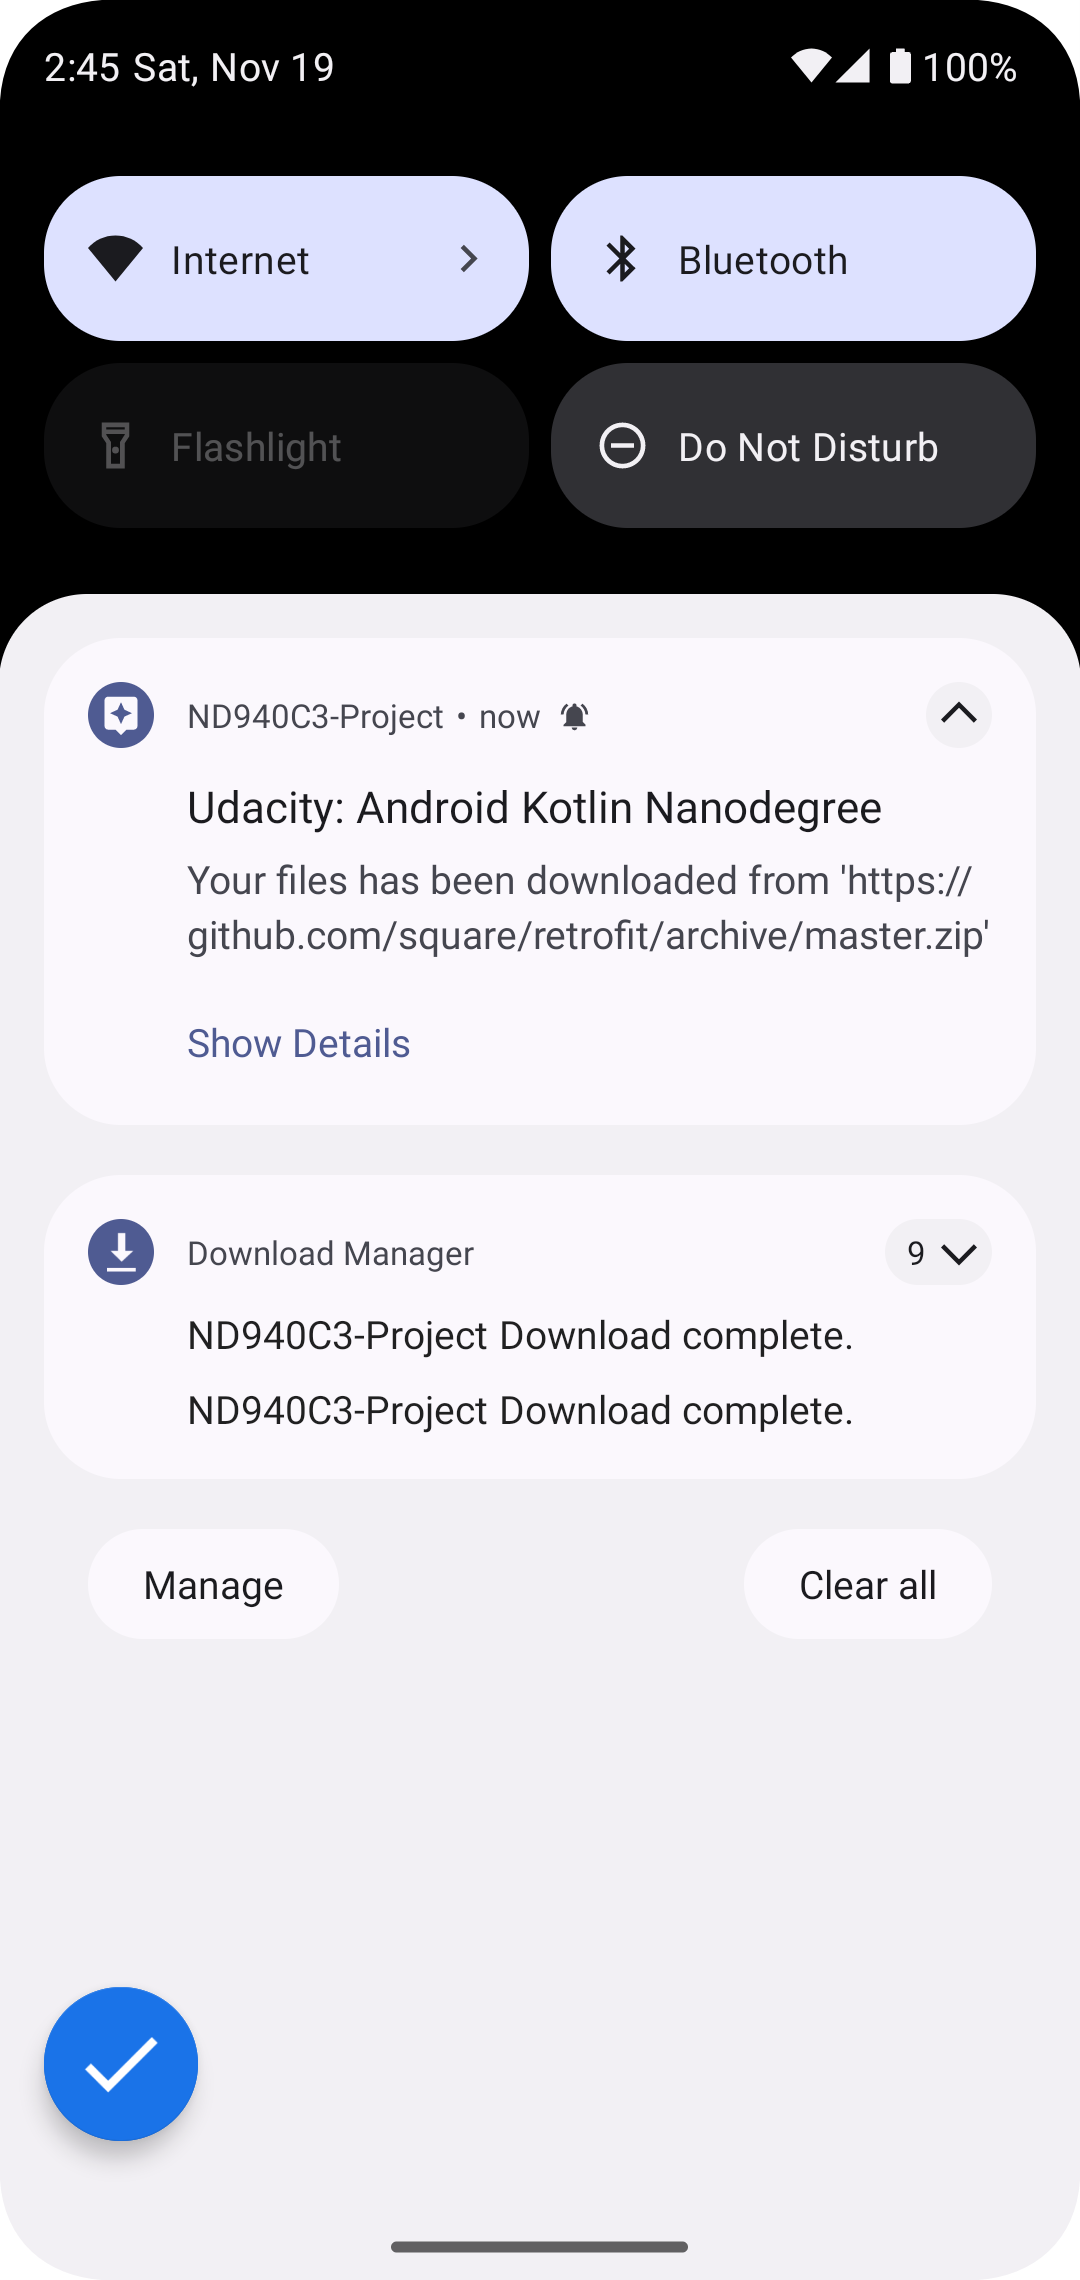 2:45 Sat, Nov 19
100%
Internet
Bluetooth
Flashlight
Do Not Disturb
ND940C3-Project • now
Udacity: Android Kotlin Nanodegree
Your files has been downloaded from 'https://
github.com/square/retrofit/archive/master.zip'
Show Details
Download Manager
9
ND940C3-Project Download complete.
ND940C3-Project Download complete.
Manage
Clear all